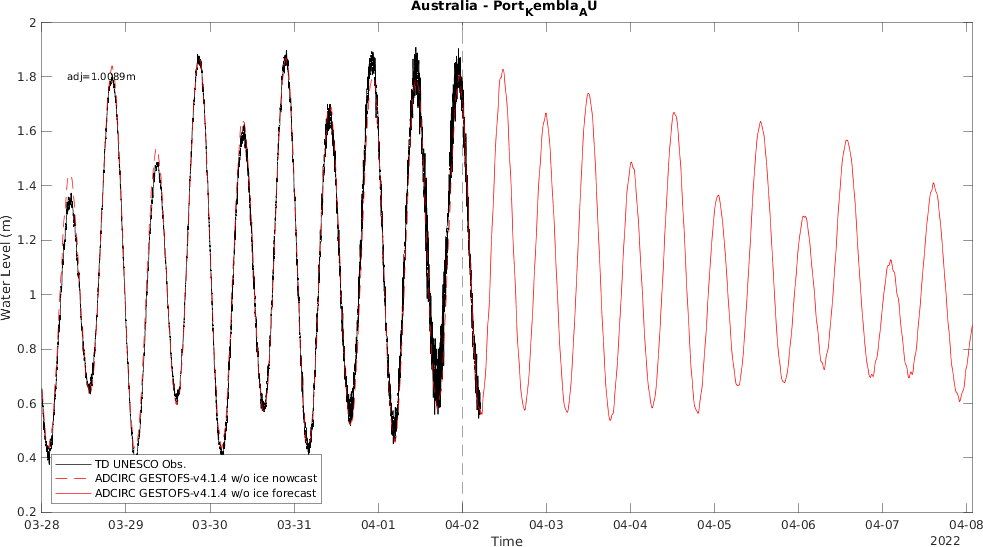 Australia - Port_Kembla_AU
2
1.8
adj=1.0089m
1.6
1.4
1.2
Water Level (m)
1
0.8
0.6
0.4
TD UNESCO Obs.
ADCIRC GESTOFS-v4.1.4 w/o ice nowcast
ADCIRC GESTOFS-v4.1.4 w/o ice forecast
0.2
03-28 03-29 03-30 03-31 04-01 04-02 04-03 04-04 04-05 04-06 04-07 04-08
Time 2022